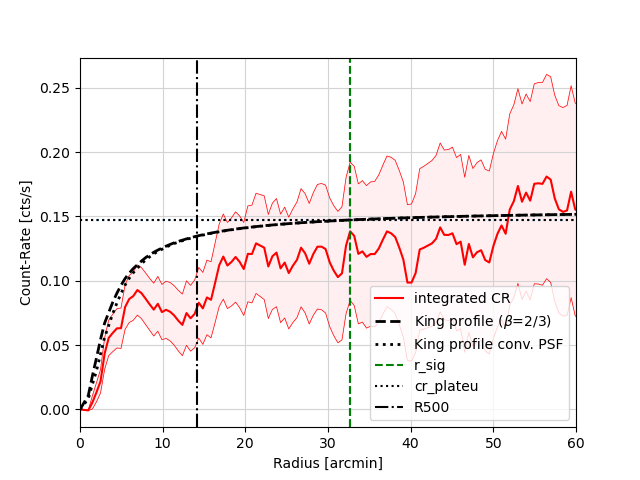 0.25
0.20
0.15
0.10
0.05
0.00
Count-Rate [cts/s]
integrated CR
King profile (β=2/3)
King profile conv. PSF
r_sig
cr_plateu
R500
0 10 20 30 40 50 60
Radius [arcmin]